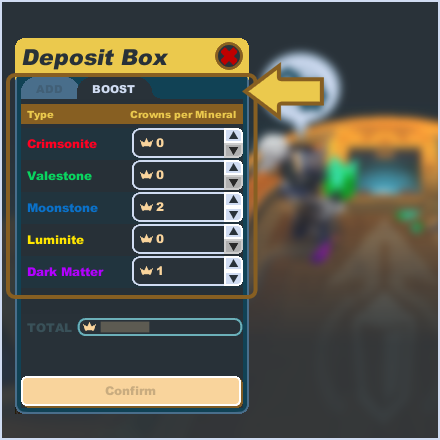 Deposit Box
ADD BOOST
Type Crowns per Mineral
Crimsonite 0
Valestone 0
Moonstone 2
Luminite 0
Dark Matter 1
TOTAL
Confirm